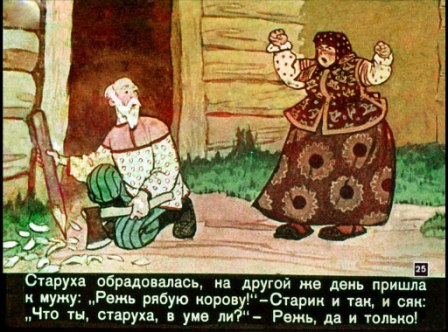 25
Старуха обрадовалась, на другой же день пришла
к мужу: „Режь рябую корову!“–Старик и так, и сяк:
„Что ты, старуха, в уме ли?“– Режь, да и только!